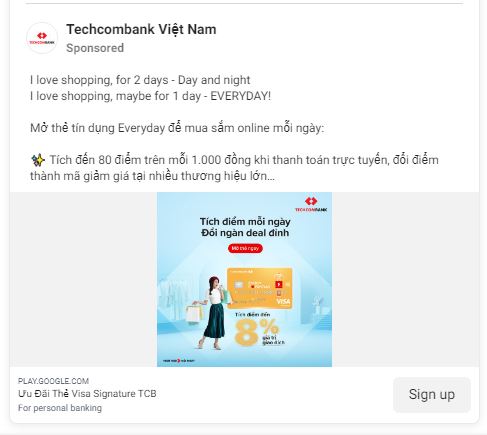 Techcombank Việt Nam
Sponsored
I love shopping, for 2 days - Day and night
I love shopping, maybe for 1 day - EVERYDAY!
Mở thẻ tín dụng Everyday để mua sắm online mỗi ngày:
✨ Tích đến 80 điểm trên mỗi 1.000 đồng khi thanh toán trực tuyến, đổi điểm
thành mã giảm giá tại nhiều thương hiệu lớn...
TECHCOMBANK
Tích điểm mỗi ngày
Đổi ngàn deal đỉnh
Mở thẻ ngay
VISA
Tích điểm đến
8% giá trị
giao dịch
PLAY.GOOGLE.COM
Ưu Đãi Thẻ Visa Signature TCB
For personal banking
Sign up